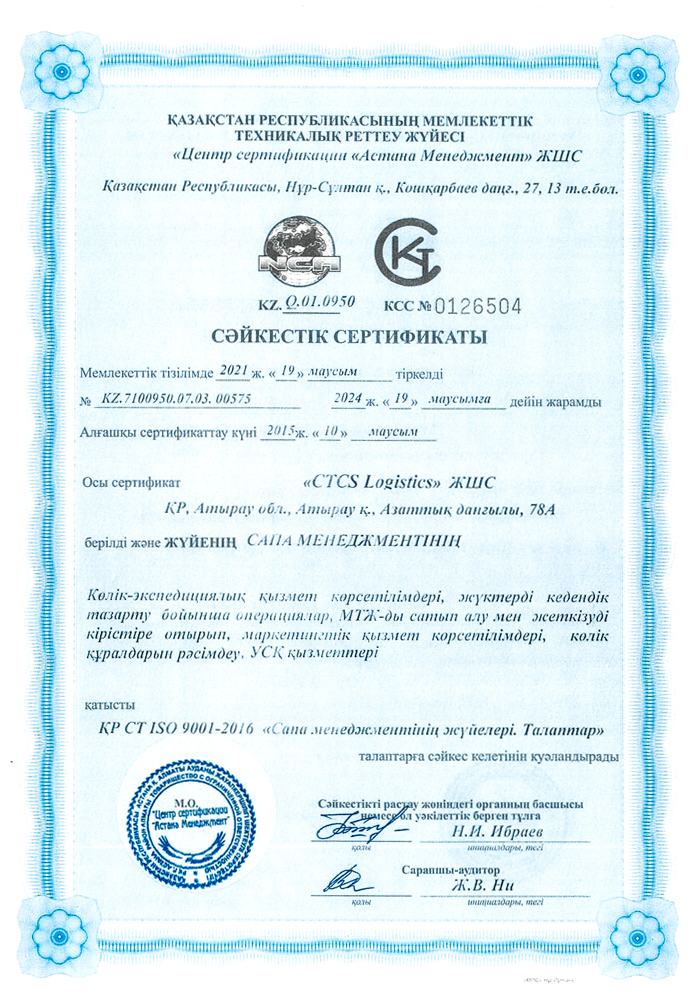 ҚАЗАҚСТАН РЕСПУБЛИКАСЫНЫҢ МЕМЛЕКЕТТІК
ТЕХНИКАЛЫҚ РЕТТЕУ ЖҮЙЕСІ
«Центр сертификации «Астана Менеджмент» ЖШС
Қазақстан Республикасы, Нұр-Сұлтан қ., Кошқарбаев даңғ., 27, 13 т.е.бөл.
NCA
KZ. Q.01.0950 КСС № 0126504
СӘЙКЕСТІК СЕРТИФИКАТЫ
Мемлекеттік тізілімде 2021 ж. « 19 » маусым тіркелді
№ KZ.7100950.07.03. 00575 2024 ж. « 19 » маусымға дейін жарамды
Алғашқы сертификаттау күні 2015ж. « 10 » маусым
Осы сертификат «CTCS Logistics» ЖШС
ҚР, Атырау обл., Атырау қ., Азаттық даңғылы, 78А
берілді және ЖҮЙЕНІҢ САПА МЕНЕДЖМЕНТІНІҢ
Көлік-экспедициялық қызмет көрсетілімдері, жүктерді кедендік
тазарту бойынша операциялар, МТЖ-ды сатып алу мен жеткізуді
кірістіре отырып, маркетингтік қызмет көрсетілімдері, көлік
құралдарын рәсімдеу, УСҚ қызметтері
қатысты
ҚР СТ ISO 9001-2016 «Сапа менеджментінің жүйелері. Талаптар»
талаптарға сәйкес келетінін куәландырады
М.О.
"Центр сертификации
"Астана Менеджмент"
Сәйкестікті растау жөніндегі органның басшысы
немесе ол уәкілеттік берген тұлға
Н.И. Ибраев
қолы инициалдары, тегі
Сарапшы-аудитор
Ж.В. Ни
қолы инициалдары, тегі